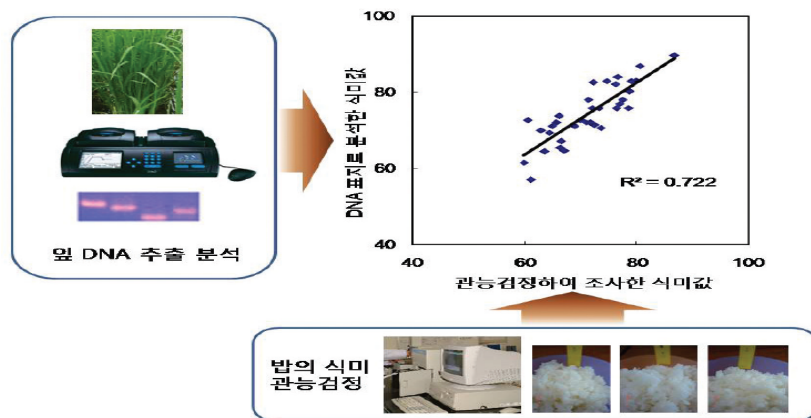 잎 DNA 추출 분석
DNA 표지로 분석한 식미값
100
80
60
40
R² = 0.722
40 60 80 100
관능검정하여 조사한 식미값
밥의 식미
관능검정